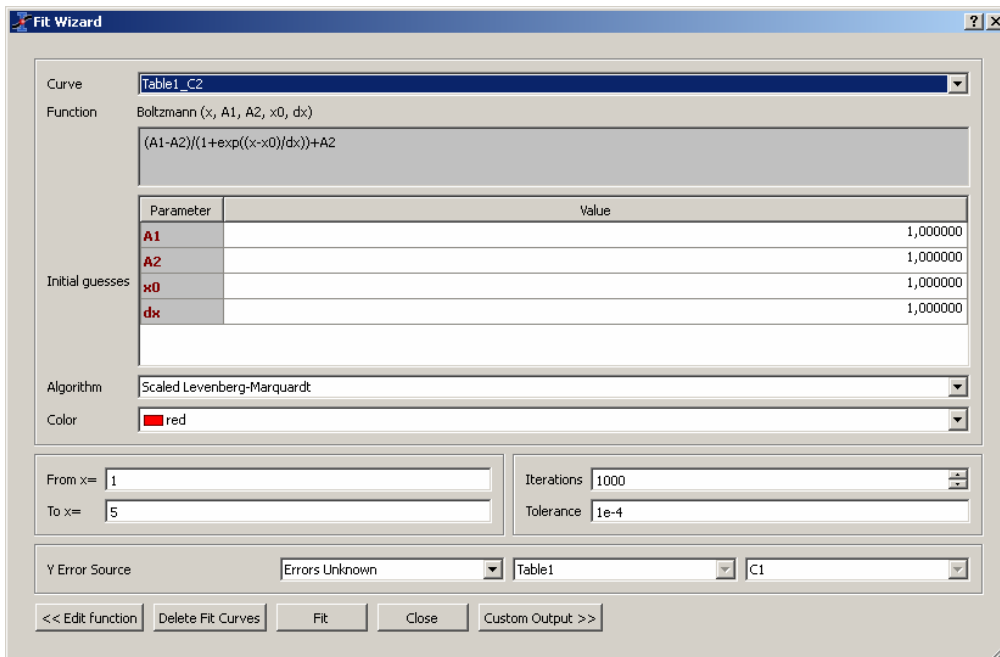 Fit Wizard
Curve Table1_C2
Function Boltzmann (x, A1, A2, x0, dx)
(A1-A2)/(1+exp((x-x0)/dx))+A2
Parameter Value
A1 1,000000
A2 1,000000
Initial guesses x0 1,000000
dx 1,000000
Algorithm Scaled Levenberg-Marquardt
Color red
From x= 1 Iterations 1000
To x= 5 Tolerance 1e-4
Y Error Source Errors Unknown Table1 C1
<< Edit function Delete Fit Curves Fit Close Custom Output >>